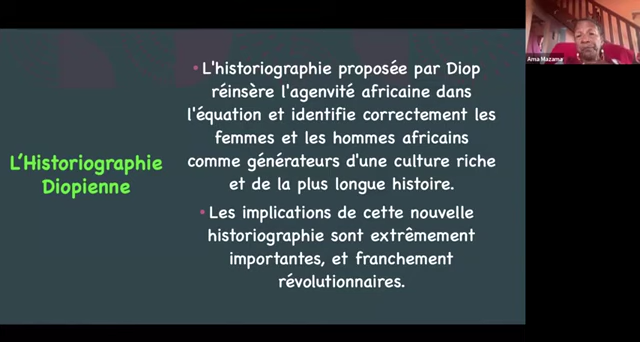 L'Historiographie
Diopienne
• L'historiographie proposée par Diop
réinsère l'agenvité africaine dans
l'équation et identifie correctement les
femmes et les hommes africains
comme générateurs d'une culture riche
et de la plus longue histoire.
• Les implications de cette nouvelle
historiographie sont extrêmement
importantes, et franchement
révolutionnaires.
Ama Mazama